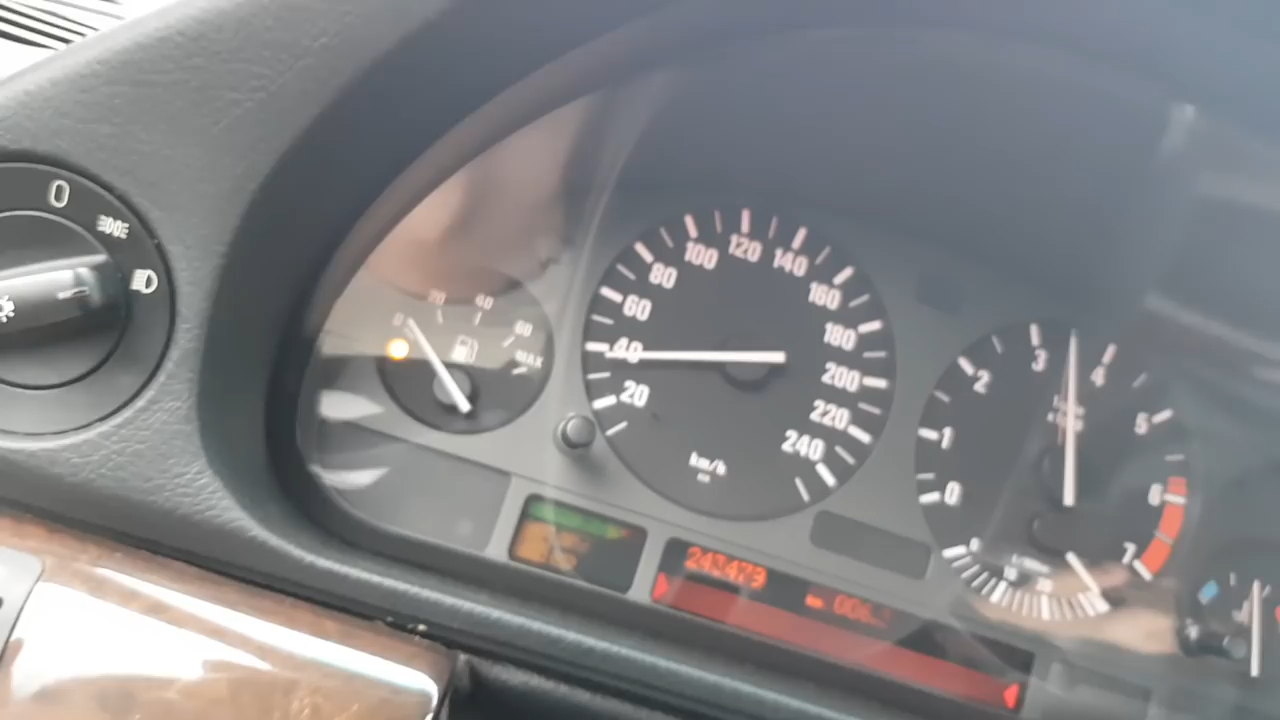 0
0 20 40 60 MAX
20 40 60 80 100 120 140 160 180 200 220 240
km/h
0 1 2 3 4 5 6 7
243479